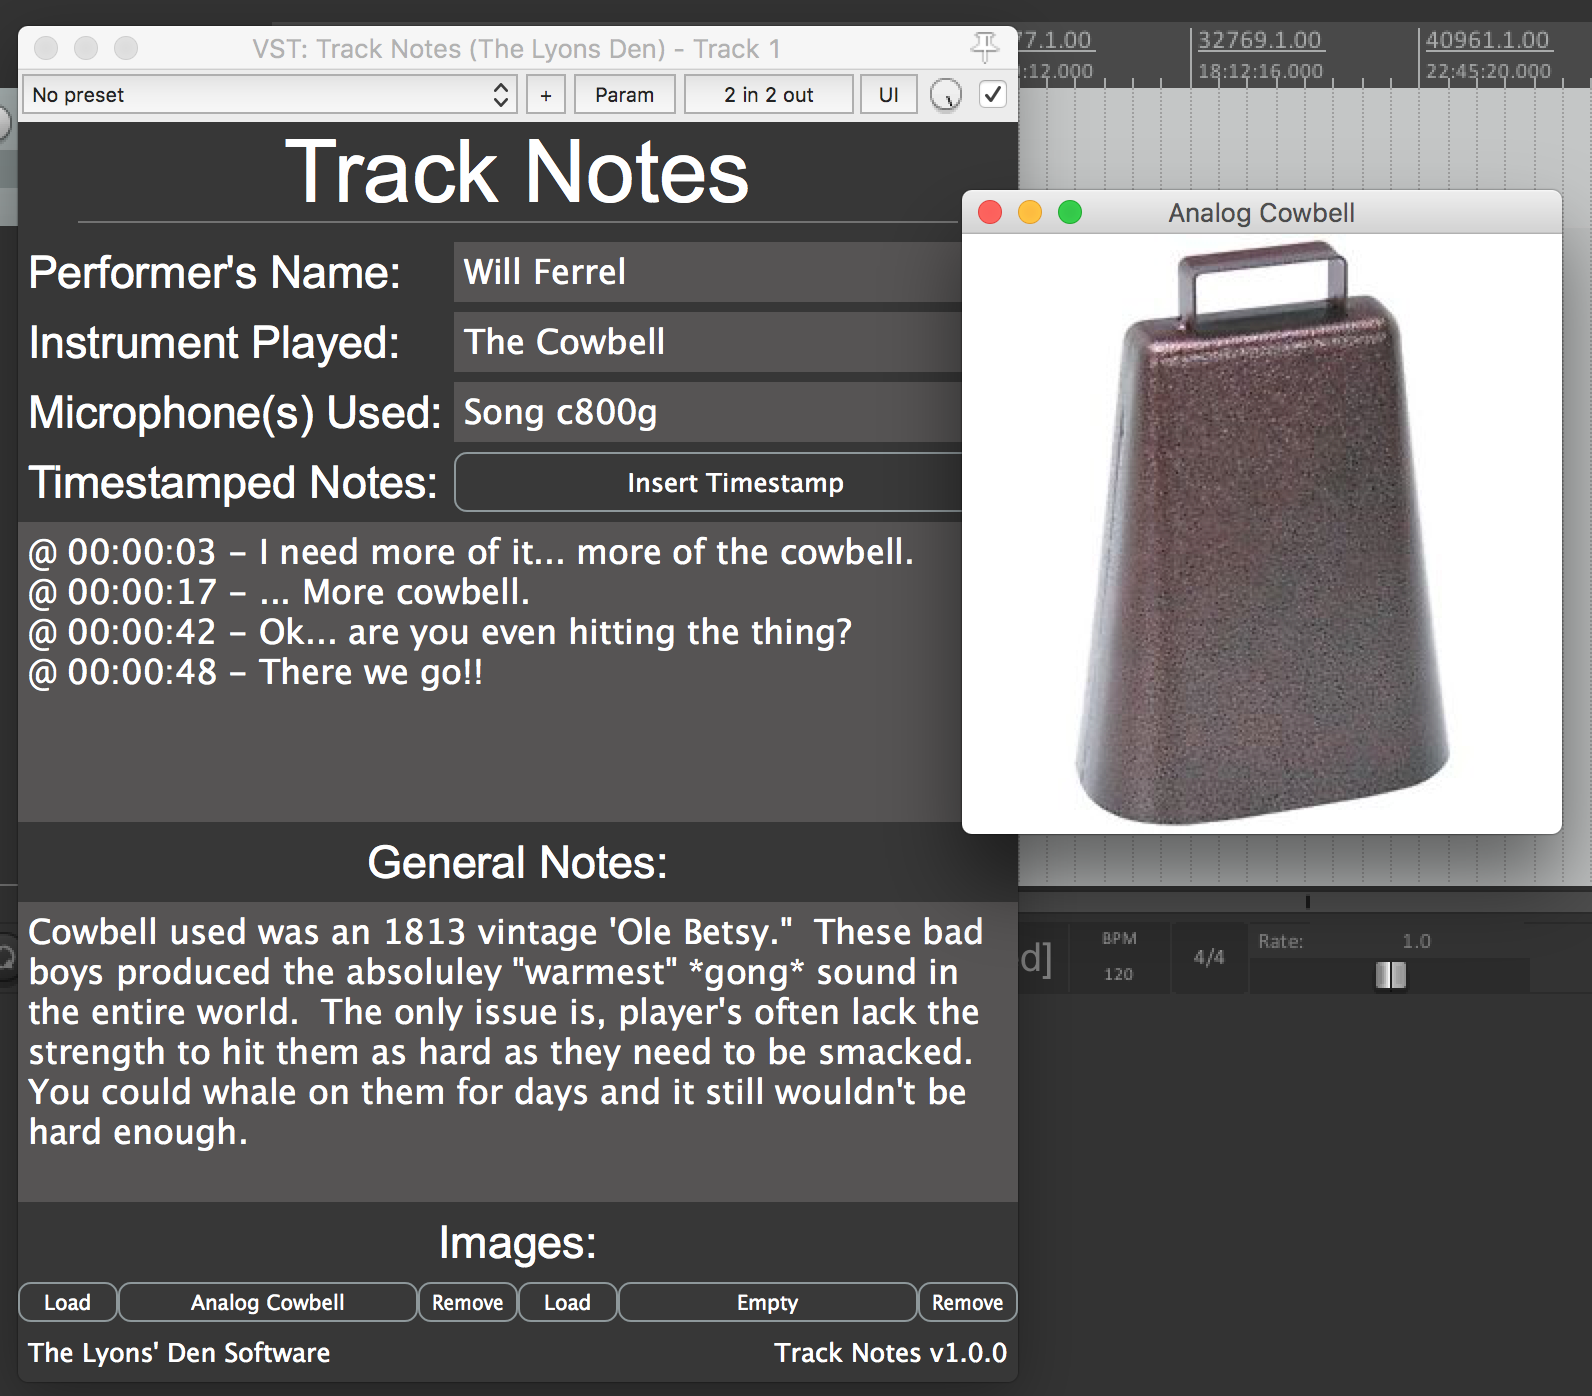 VST: Track Notes (The Lyons Den) - Track 1
No preset
+
Param
2 in 2 out
UI
Track Notes
Performer's Name:
Will Ferrel
Instrument Played:
The Cowbell
Microphone(s) Used:
Song c800g
Timestamped Notes:
Insert Timestamp
@ 00:00:03 - I need more of it... more of the cowbell.
@ 00:00:17 - ... More cowbell.
@ 00:00:42 - Ok... are you even hitting the thing?
@ 00:00:48 - There we go!!
General Notes:
Cowbell used was an 1813 vintage 'Ole Betsy."  These bad
boys produced the absoluley "warmest" *gong* sound in
the entire world.  The only issue is, player's often lack the
strength to hit them as hard as they need to be smacked.
You could whale on them for days and it still wouldn't be
hard enough.
Images:
Load
Analog Cowbell
Remove
Load
Empty
Remove
The Lyons' Den Software
Track Notes v1.0.0
77.1.00
32769.1.00
40961.1.00
:12.000
18:12:16.000
22:45:20.000
Analog Cowbell
d]
BPM
120
4/4
Rate:
1.0